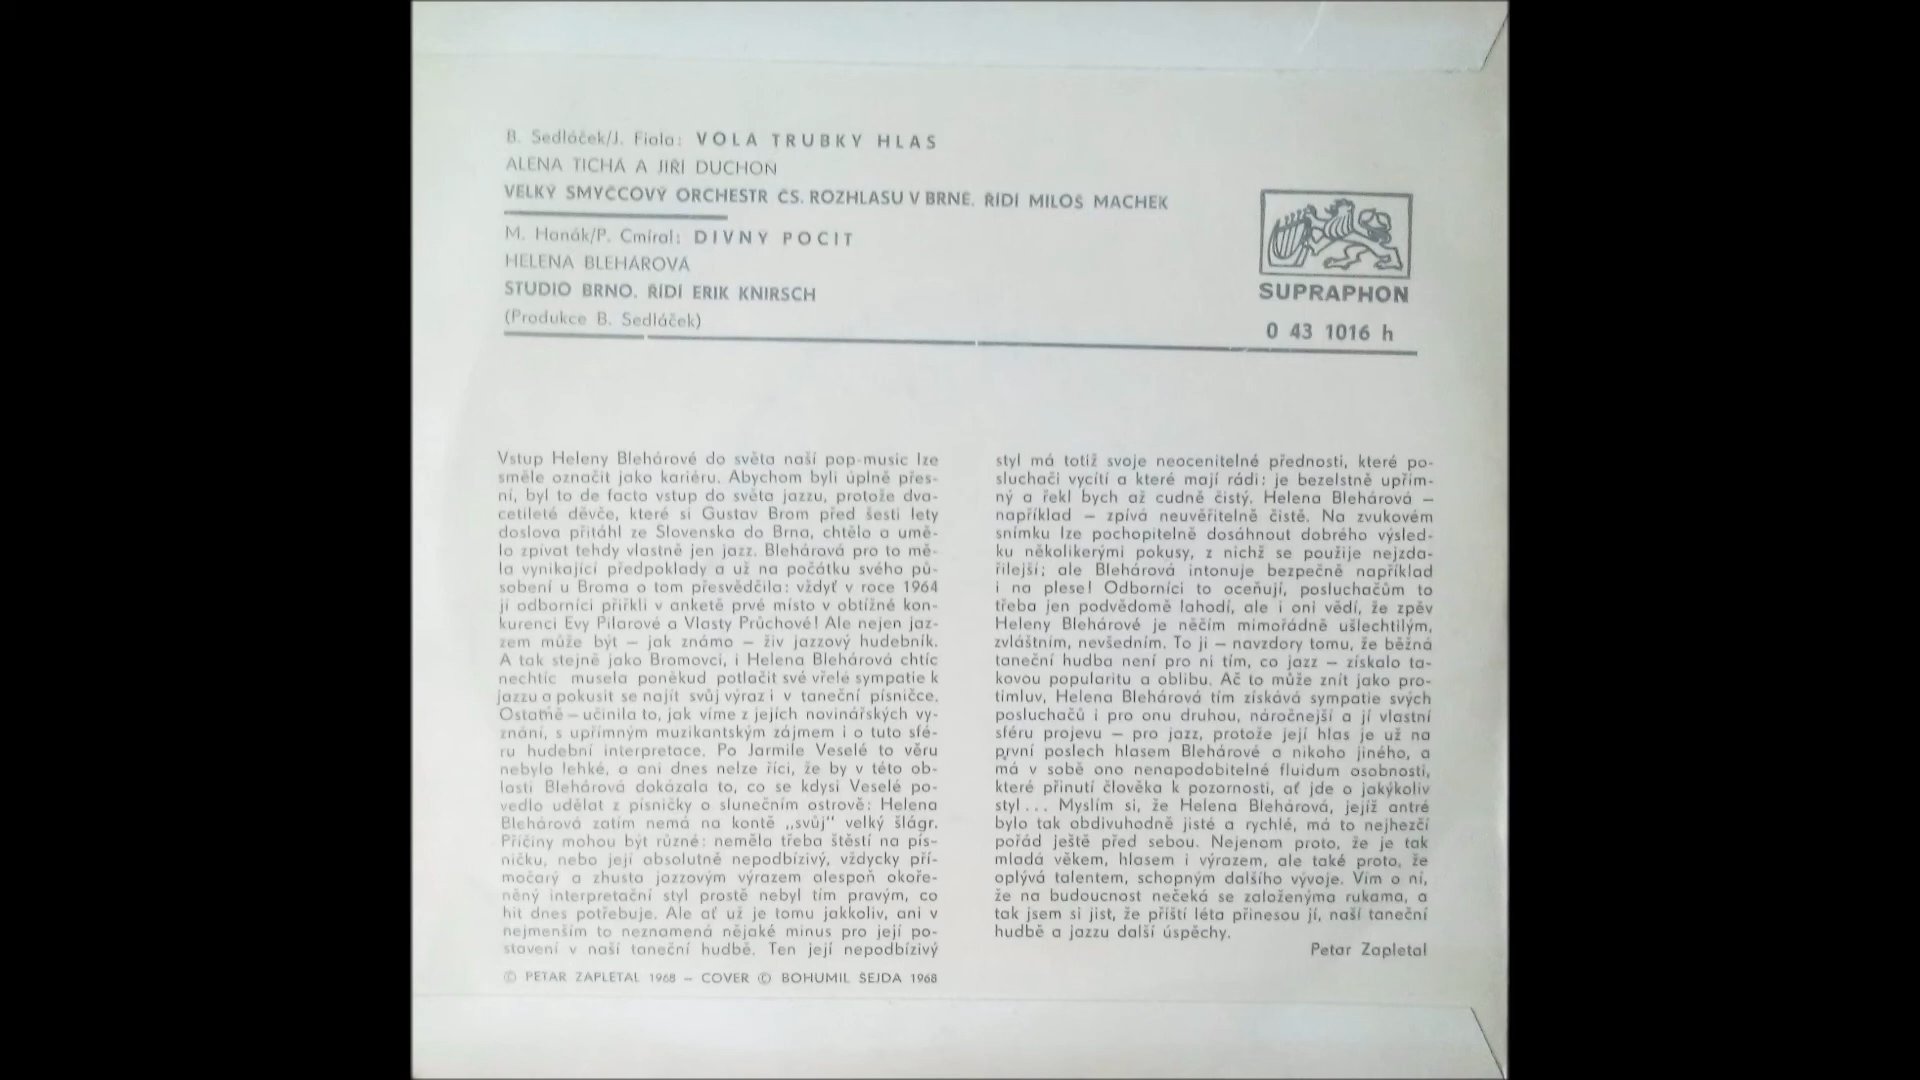 B. Sedláček/J. Fiala: VOLÁ TRUBKY HLAS
ALENA TICHÁ A JIŘÍ DUCHOŇ
VELKÝ SMYČCOVÝ ORCHESTR ČS. ROZHLASU V BRNĚ, ŘÍDÍ MILOŠ MACHEK
M. Hanák/P. Cmíral: DIVNÝ POCIT
HELENA BLEHÁROVÁ
STUDIO BRNO, ŘÍDÍ ERIK KNIRSCH
(Produkce B. Sedláček)
SUPRAPHON
0 43 1016 h
Vstup Heleny Blehárové do světa naší pop-music lze
směle označit jako kariéru. Abychom byli úplně přes-
ní, byl to de facto vstup do světa jazzu, protože dva-
cetileté děvče, které si Gustav Brom před šesti lety
doslova přitáhl ze Slovenska do Brna, chtělo a umě-
lo zpívat tehdy vlastně jen jazz. Blehárová pro to mě-
la vynikající předpoklady a už na počátku svého pů-
sobení u Broma o tom přesvědčila: vždyť v roce 1964
jí odborníci přiřkli v anketě prvé místo v obtížné kon-
kurenci Evy Pilarové a Vlasty Průchové! Ale nejen jaz-
zem může být – jak známo – živ jazzový hudebník.
A tak stejně jako Bromovci, i Helena Blehárová chtíc
nechtíc musela poněkud potlačit své vřelé sympatie k
jazzu a pokusit se najít svůj výraz i v taneční písničce.
Ostatně – učinila to, jak víme z jejích novinářských vy-
znání, s upřímným muzikantským zájmem i o tuto sfé-
ru hudební interpretace. Po Jarmile Veselé to věru
nebylo lehké, a ani dnes nelze říci, že by v této ob-
lasti Blehárová dokázala to, co se kdysi Veselé po-
vedlo udělat z písničky o slunečním ostrově: Helena
Blehárová zatím nemá na kontě „svůj“ velký šlágr.
Příčiny mohou být různé: neměla třeba štěstí na pís-
ničku, nebo její absolutně nepodbízivý, vždycky pří-
močarý a zhusta jazzovým výrazem alespoň okoře-
něný interpretační styl prostě nebyl tím pravým, co
hit dnes potřebuje. Ale ať už je tomu jakkoliv, ani v
nejmenším to neznamená nějaké minus pro její po-
stavení v naší taneční hudbě. Ten její nepodbízivý
© PETAR ZAPLETAL 1968 – COVER © BOHUMIL ŠEJDA 1968
styl má totiž svoje neocenitelné přednosti, které po-
sluchači vycítí a které mají rádi: je bezelstně upřím-
ný a řekl bych až cudně čistý. Helena Blehárová –
například – zpívá neuvěřitelně čistě. Na zvukovém
snímku lze pochopitelně dosáhnout dobrého výsled-
ku několikerými pokusy, z nichž se použije nejzda-
řilejší; ale Blehárová intonuje bezpečně například
i na plese! Odborníci to oceňují, posluchačům to
třeba jen podvědomě lahodí, ale i oni vědí, že zpěv
Heleny Blehárové je něčím mimořádně ušlechtilým,
zvláštním, nevšedním. To jí – navzdory tomu, že běžná
taneční hudba není pro ni tím, co jazz – získalo ta-
kovou popularitu a oblibu. Ač to může znít jako pro-
timluv, Helena Blehárová tím získává sympatie svých
posluchačů i pro onu druhou, náročnější a jí vlastní
sféru projevu – pro jazz, protože její hlas je už na
první poslech hlasem Blehárové a nikoho jiného, a
má v sobě ono nenapodobitelné fluidum osobnosti,
které přinutí člověka k pozornosti, ať jde o jakýkoliv
styl... Myslím si, že Helena Blehárová, jejíž antré
bylo tak obdivuhodně jisté a rychlé, má to nejhezčí
pořád ještě před sebou. Nejenom proto, že je tak
mladá věkem, hlasem i výrazem, ale také proto, že
oplývá talentem, schopným dalšího vývoje. Vím o ní,
že na budoucnost nečeká se založenýma rukama, a
tak jsem si jist, že příští léta přinesou jí, naší taneční
hudbě a jazzu další úspěchy.
Petar Zapletal